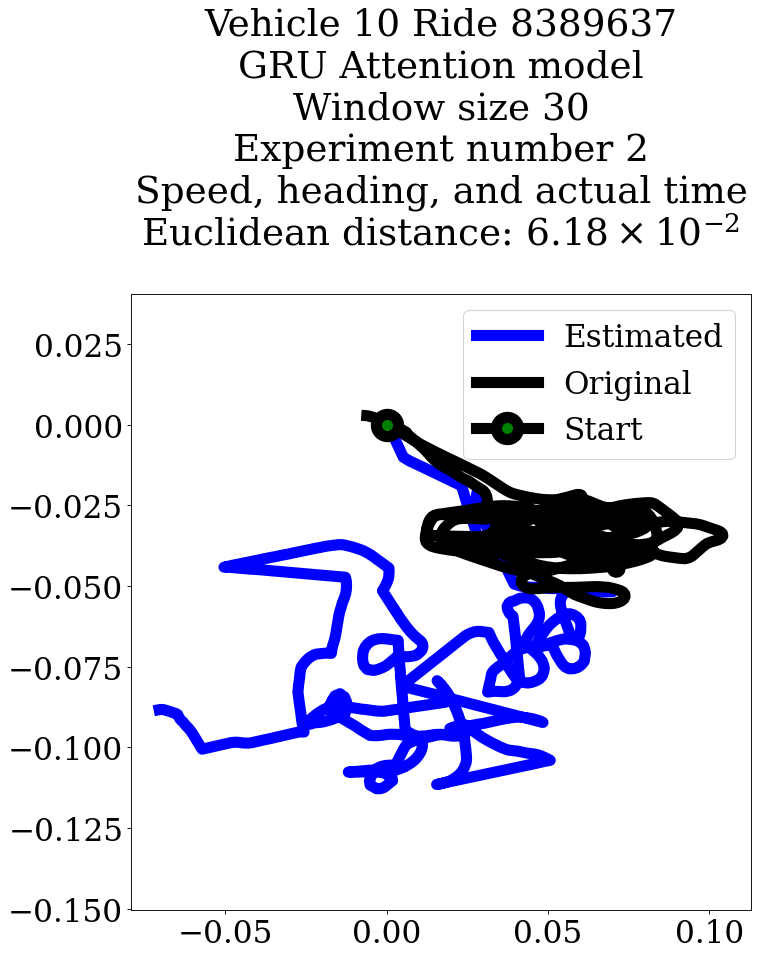 Vehicle 10 Ride 8389637
GRU Attention model
Window size 30
Experiment number 2
Speed, heading, and actual time
Euclidean distance: 6.18 × 10⁻²
Estimated
Original
Start
0.025
0.000
−0.025
−0.050
−0.075
−0.100
−0.125
−0.150
−0.05 0.00 0.05 0.10